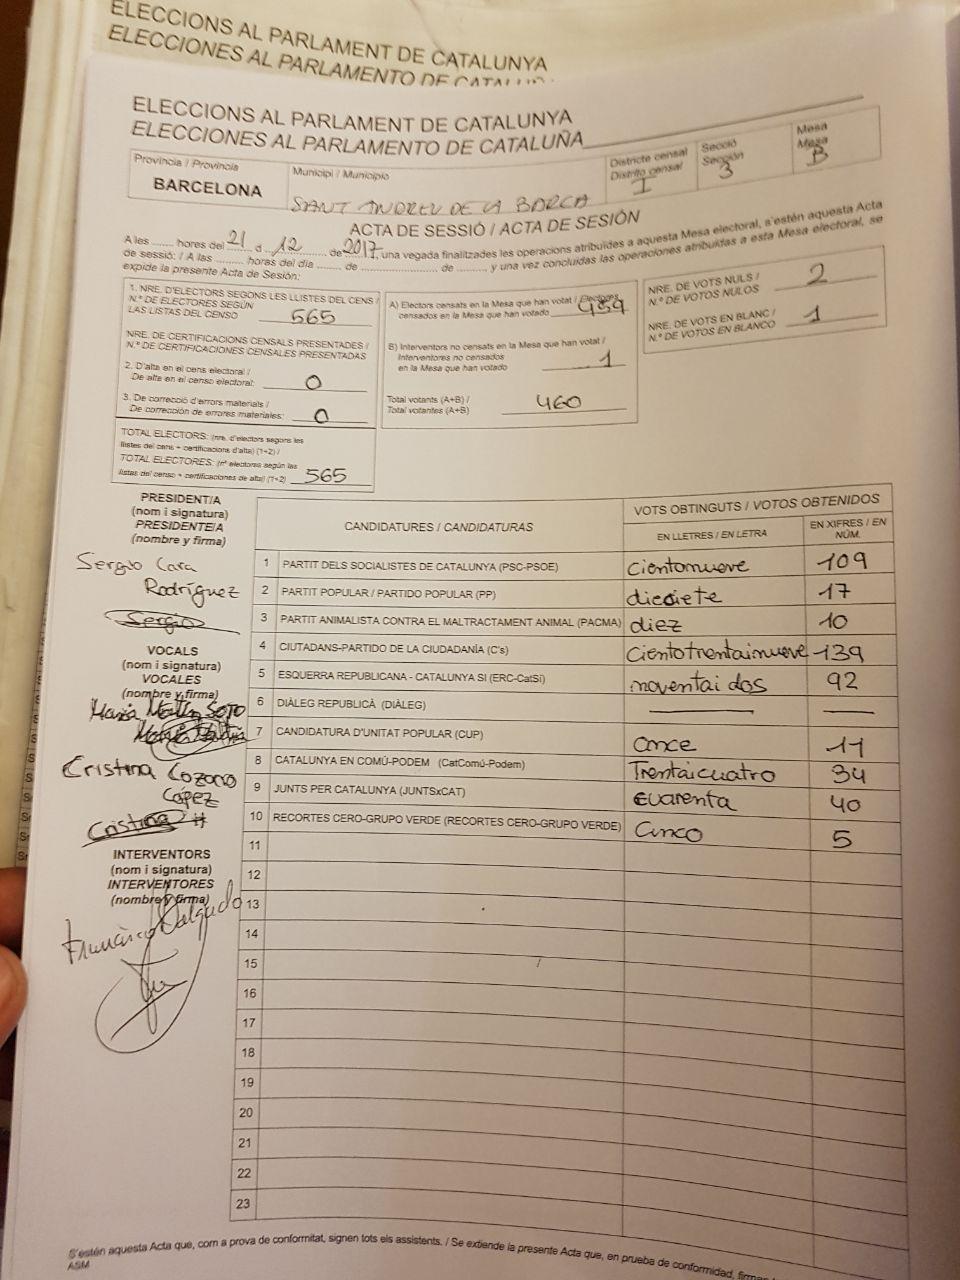 ELECCIONS AL PARLAMENT DE CATALUNYA
ELECCIONES AL PARLAMENTO DE
ELECCIONS AL PARLAMENT DE CATALUNYA
ELECCIONES AL PARLAMENTO DE CATALUÑA
Provincia / Provincia
BARCELONA
Municipi / Municipio
SANT ANDREU DE LA BARCA
Districte censal
Distrito censal
I
Secció
Sección
3
Mesa
Mesa
B
ACTA DE SESSIÓ / ACTA DE SESIÓN
A les ....... hores del 21 d 12 de 2017, una vegada finalitzades les operacions atribuïdes a aquesta Mesa electoral, s'estén aquesta Acta
de sessió: / A las ......... horas del día ........ de .................. de ........, y una vez concluidas las operaciones atribuidas a esta Mesa electoral, se
expide la presente Acta de Sesión:
1. NRE. D'ELECTORS SEGONS LES LLISTES DEL CENS /
N.º DE ELECTORES SEGÚN
LAS LISTAS DEL CENSO 565
NRE. DE CERTIFICACIONS CENSALS PRESENTADES /
N.º DE CERTIFICACIONES CENSALES PRESENTADAS
2. D'alta en el cens electoral /
De alta en el censo electoral: 0
3. De correcció d'errors materials /
De corrección de errores materiales: 0
TOTAL ELECTORS: (nre. d'electors segons les
llistes del cens + certificacions d'alta) (1+2) /
TOTAL ELECTORES: (nº electores según las
listas del censo + certificaciones de alta) (1+2) 565
A) Electors censats en la Mesa que han votat / Electores
censados en la Mesa que han votado 459
B) Interventors no censats en la Mesa que han votat /
Interventores no censados
en la Mesa que han votado 1
Total votants (A+B) /
Total votantes (A+B) 460
NRE. DE VOTS NULS /
N.º DE VOTOS NULOS 2
NRE. DE VOTS EN BLANC /
N.º DE VOTOS EN BLANCO 1
PRESIDENT/A
(nom i signatura)
PRESIDENTE/A
(nombre y firma)
Sergio Cara
Rodríguez
Sergio
VOCALS
(nom i signatura)
VOCALES
(nombre y firma)
María Martín SOTO
Cristina Lozano
López
Cristina
INTERVENTORS
(nom i signatura)
INTERVENTORES
(nombre y firma)
Francisco Salguedo
CANDIDATURES / CANDIDATURAS
VOTS OBTINGUTS / VOTOS OBTENIDOS
EN LLETRES / EN LETRA
EN XIFRES / EN
NÚM.
1 PARTIT DELS SOCIALISTES DE CATALUNYA (PSC-PSOE) cientonueve 109
2 PARTIT POPULAR / PARTIDO POPULAR (PP) diecisiete 17
3 PARTIT ANIMALISTA CONTRA EL MALTRACTAMENT ANIMAL (PACMA) diez 10
4 CIUTADANS-PARTIDO DE LA CIUDADANÍA (C's) Cientotrentainueve 139
5 ESQUERRA REPUBLICANA - CATALUNYA SI (ERC-CatSí) noventai dos 92
6 DIÀLEG REPUBLICÀ (DIÀLEG) — —
7 CANDIDATURA D'UNITAT POPULAR (CUP) once 11
8 CATALUNYA EN COMÚ-PODEM (CatComú-Podem) Trentaicuatro 34
9 JUNTS PER CATALUNYA (JUNTSxCAT) cuarenta 40
10 RECORTES CERO-GRUPO VERDE (RECORTES CERO-GRUPO VERDE) cinco 5
11
12
13
14
15
16
17
18
19
20
21
22
23
S'estén aquesta Acta que, com a prova de conformitat, signen tots els assistents. / Se extiende la presente Acta que, en prueba de conformidad,
ASM